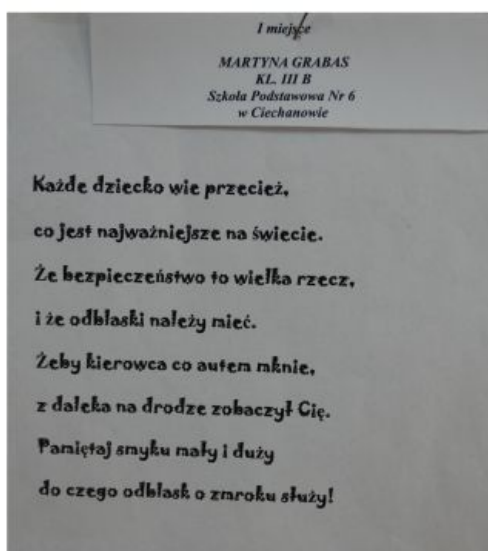 I miejsce
MARTYNA GRABAS
KL. III B
Szkoła Podstawowa Nr 6
w Ciechanowie
Każde dziecko wie przecież,
co jest najważniejsze na świecie.
Że bezpieczeństwo to wielka rzecz,
i że odblaski należy mieć.
Żeby kierowca co autem mknie,
z daleka na drodze zobaczył Cię.
Pamiętaj smyku mały i duży
do czego odblask o zmroku służy!